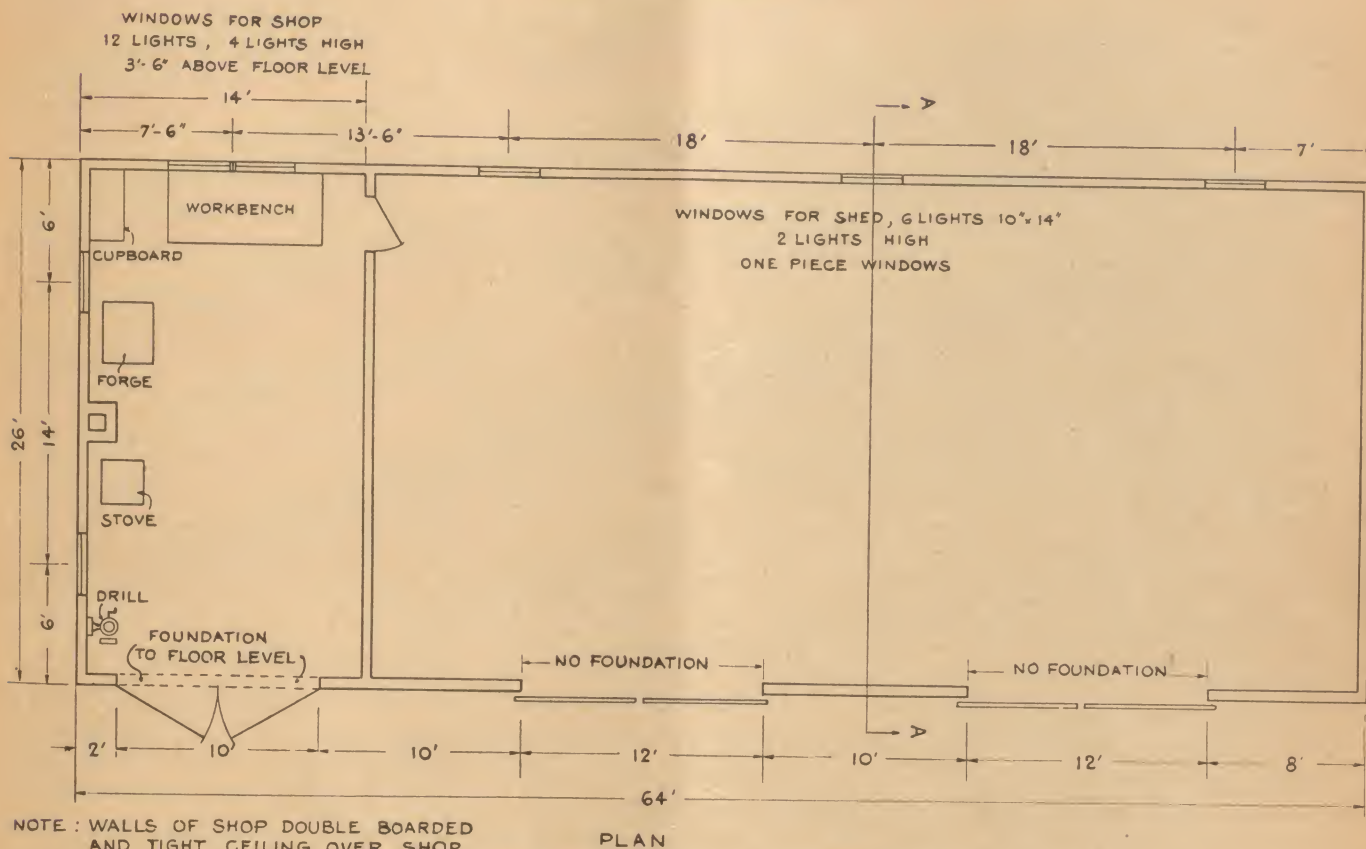 WINDOWS FOR SHOP
12 LIGHTS, 4 LIGHTS HIGH
3'-6" ABOVE FLOOR LEVEL
14'
7'-6"
13'-6"
18'
A
18'
7'
6'
WORKBENCH
CUPBOARD
WINDOWS FOR SHED, 6 LIGHTS 10"x14"
2 LIGHTS HIGH
ONE PIECE WINDOWS
26'
14'
FORGE
STOVE
6'
DRILL
FOUNDATION
TO FLOOR LEVEL
NO FOUNDATION
NO FOUNDATION
A
2'
10'
10'
12'
10'
12'
8'
64'
NOTE: WALLS OF SHOP DOUBLE BOARDED
AND TIGHT CEILING OVER SHOP
PLAN